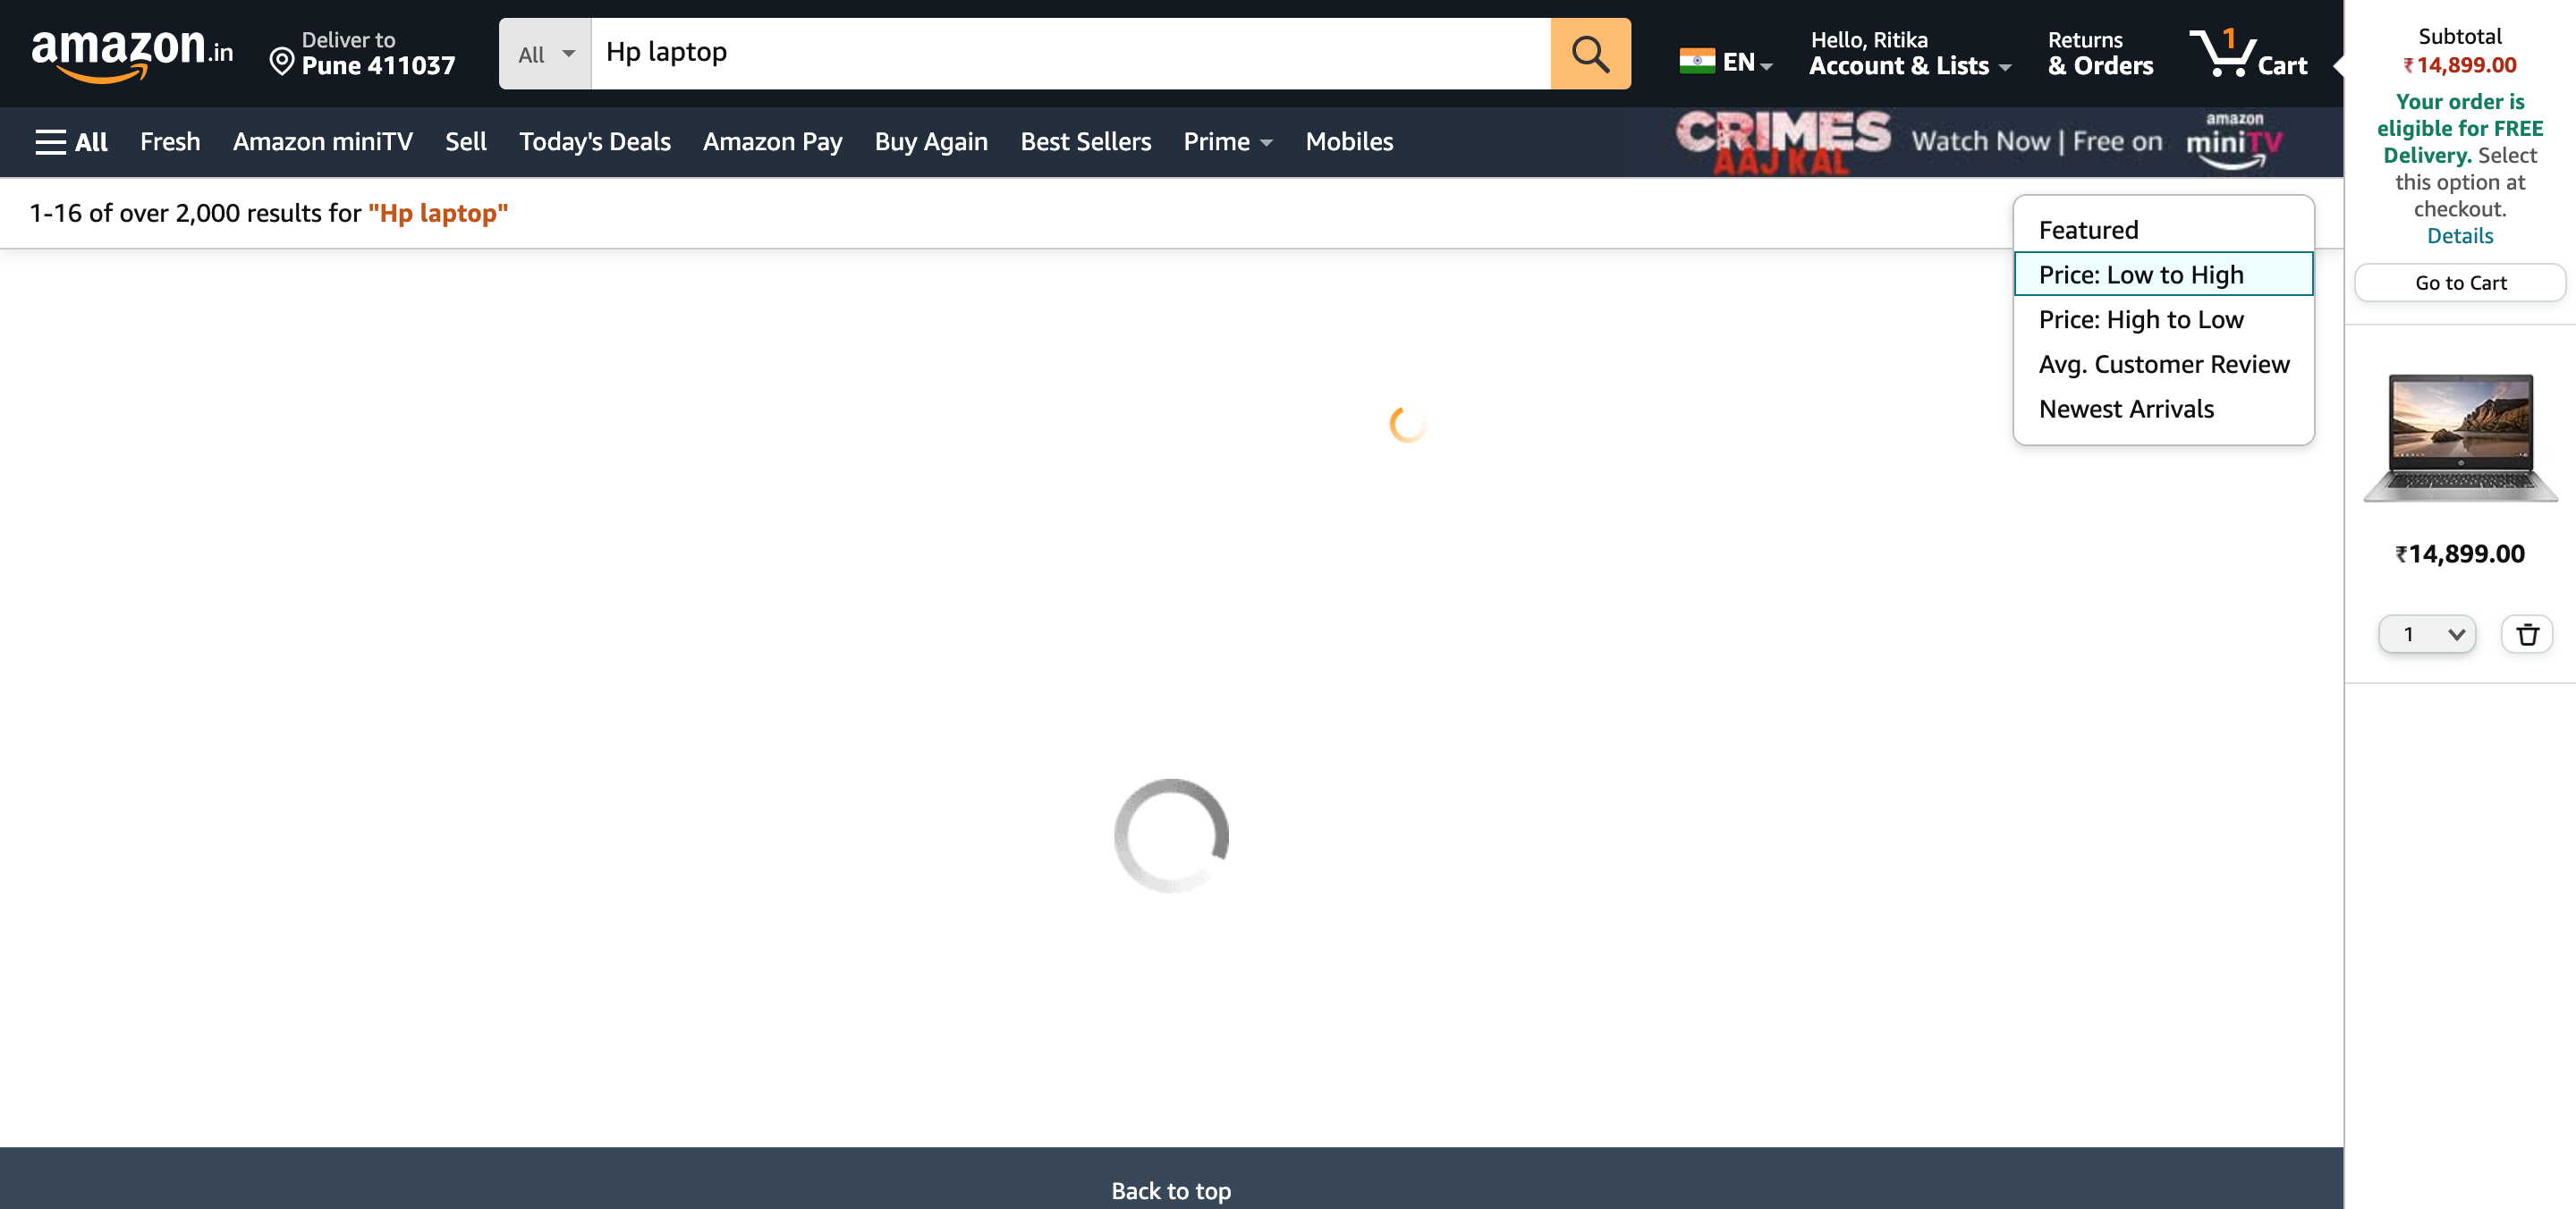 amazon.in
Deliver to
Pune 411037
All
Hp laptop
EN
Hello, Ritika
Account & Lists
Returns
& Orders
1
Cart
All
Fresh
Amazon miniTV
Sell
Today's Deals
Amazon Pay
Buy Again
Best Sellers
Prime
Mobiles
CRIMES
AAJ KAL
Watch Now | Free on
amazon
miniTV
1-16 of over 2,000 results for "Hp laptop"
Featured
Price: Low to High
Price: High to Low
Avg. Customer Review
Newest Arrivals
Back to top
Subtotal
₹14,899.00
Your order is
eligible for FREE
Delivery. Select
this option at
checkout.
Details
Go to Cart
₹14,899.00
1